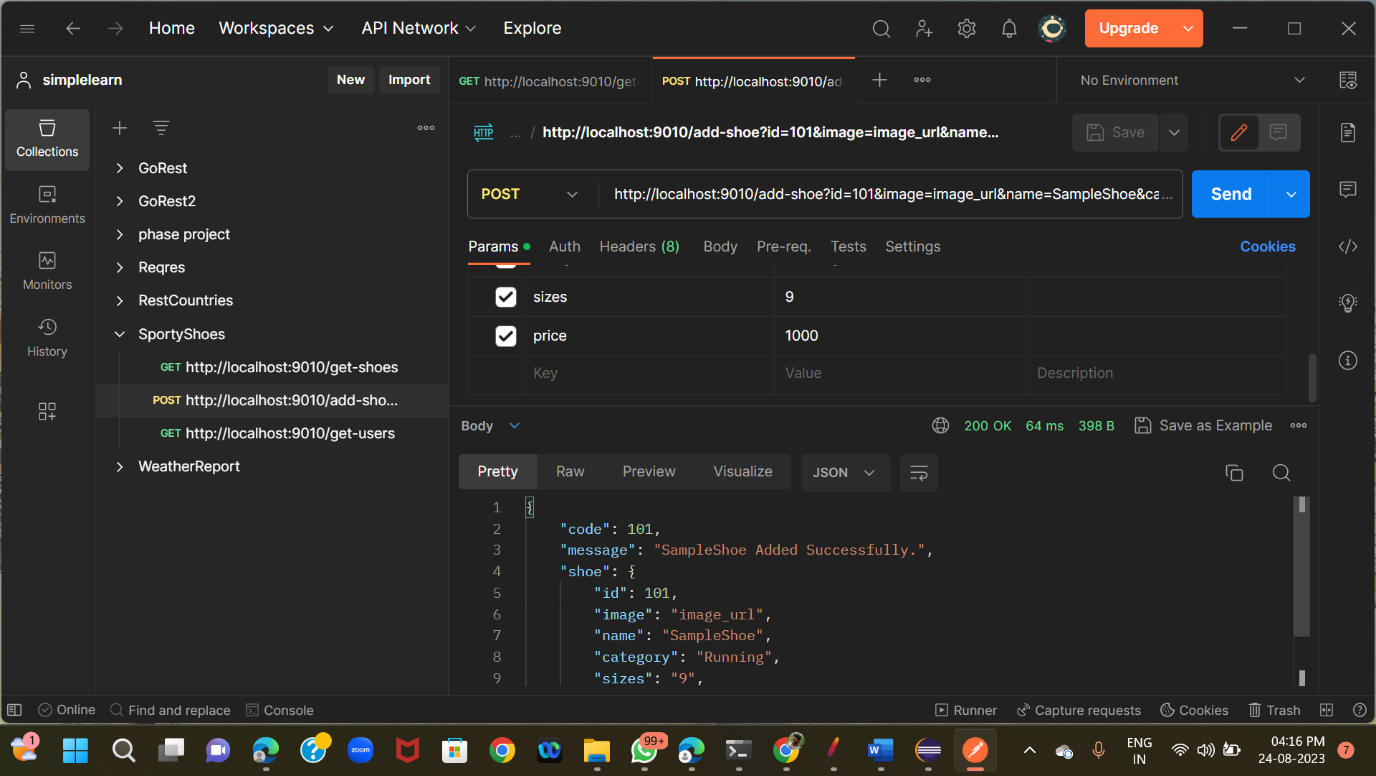 Home Workspaces API Network Explore Upgrade
simplelearn New Import GET http://localhost:9010/get- POST http://localhost:9010/ad No Environment
HTTP ... / http://localhost:9010/add-shoe?id=101&image=image_url&name... Save
Collections
Environments
Monitors
History
GoRest
GoRest2
phase project
Reqres
RestCountries
SportyShoes
GET http://localhost:9010/get-shoes
POST http://localhost:9010/add-sho...
GET http://localhost:9010/get-users
WeatherReport
POST http://localhost:9010/add-shoe?id=101&image=image_url&name=SampleShoe&ca... Send
Params Auth Headers (8) Body Pre-req. Tests Settings Cookies
sizes 9
price 1000
Key Value Description
Body 200 OK 64 ms 398 B Save as Example
Pretty Raw Preview Visualize JSON
1 {
2 "code": 101,
3 "message": "SampleShoe Added Successfully.",
4 "shoe": {
5 "id": 101,
6 "image": "image_url",
7 "name": "SampleShoe",
8 "category": "Running",
9 "sizes": "9",
Online Find and replace Console Runner Capture requests Cookies Trash
1 zoom 99+ ENG
IN 04:16 PM
24-08-2023 7